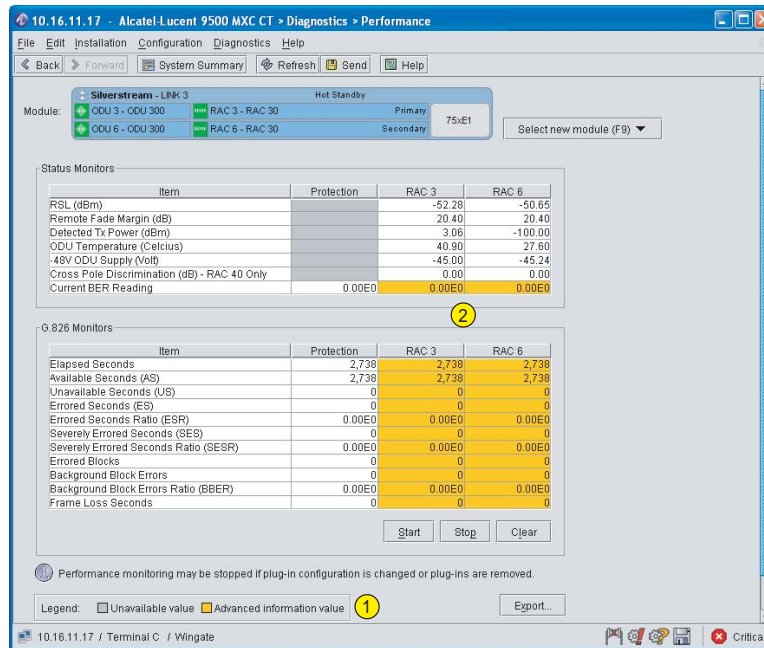 10.16.11.17 - Alcatel-Lucent 9500 MXC CT > Diagnostics > Performance
File Edit Installation Configuration Diagnostics Help
Back Forward System Summary Refresh Send Help
Silverstream - LINK 3 Hot Standby
Module: ODU 3 - ODU 300 RAC 3 - RAC 30 Primary 75xE1
ODU 6 - ODU 300 RAC 6 - RAC 30 Secondary
Select new module (F9)
Status Monitors
Item Protection RAC 3 RAC 6
RSL (dBm) -52.28 -50.65
Remote Fade Margin (dB) 20.40 20.40
Detected Tx Power (dBm) 3.06 -100.00
ODU Temperature (Celcius) 40.90 27.60
-48V ODU Supply (Volt) -45.00 -45.24
Cross Pole Discrimination (dB) - RAC 40 Only 0.00 0.00
Current BER Reading 0.00E0 0.00E0 0.00E0
2
G.826 Monitors
Item Protection RAC 3 RAC 6
Elapsed Seconds 2,738 2,738 2,738
Available Seconds (AS) 2,738 2,738 2,738
Unavailable Seconds (US) 0 0 0
Errored Seconds (ES) 0 0 0
Errored Seconds Ratio (ESR) 0.00E0 0.00E0 0.00E0
Severely Errored Seconds (SES) 0 0 0
Severely Errored Seconds Ratio (SESR) 0.00E0 0.00E0 0.00E0
Errored Blocks 0 0 0
Background Block Errors 0 0 0
Background Block Errors Ratio (BBER) 0.00E0 0.00E0 0.00E0
Frame Loss Seconds 0 0 0
Start Stop Clear
Performance monitoring may be stopped if plug-in configuration is changed or plug-ins are removed.
Legend: Unavailable value Advanced information value 1 Export...
10.16.11.17 / Terminal C / Wingate Critica